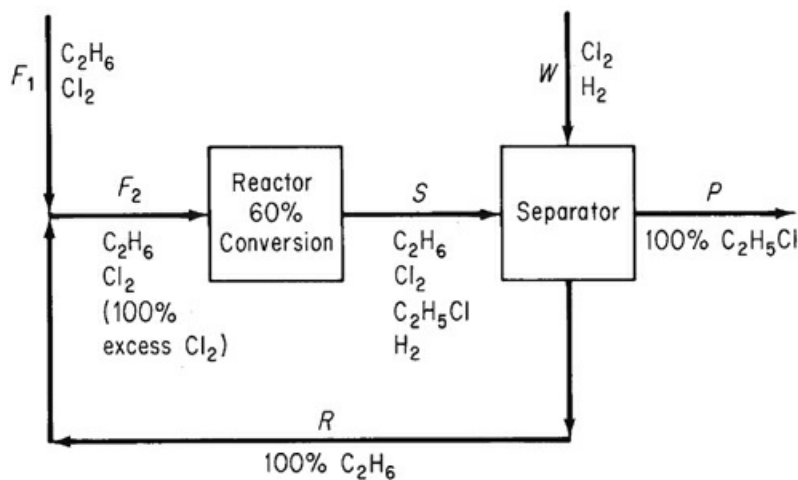 F₁
C₂H₆
Cl₂
W
Cl₂
H₂
F₂
C₂H₆
Cl₂
(100%
excess Cl₂)
Reactor
60%
Conversion
S
C₂H₆
Cl₂
C₂H₅Cl
H₂
Separator
P
100% C₂H₅Cl
R
100% C₂H₆